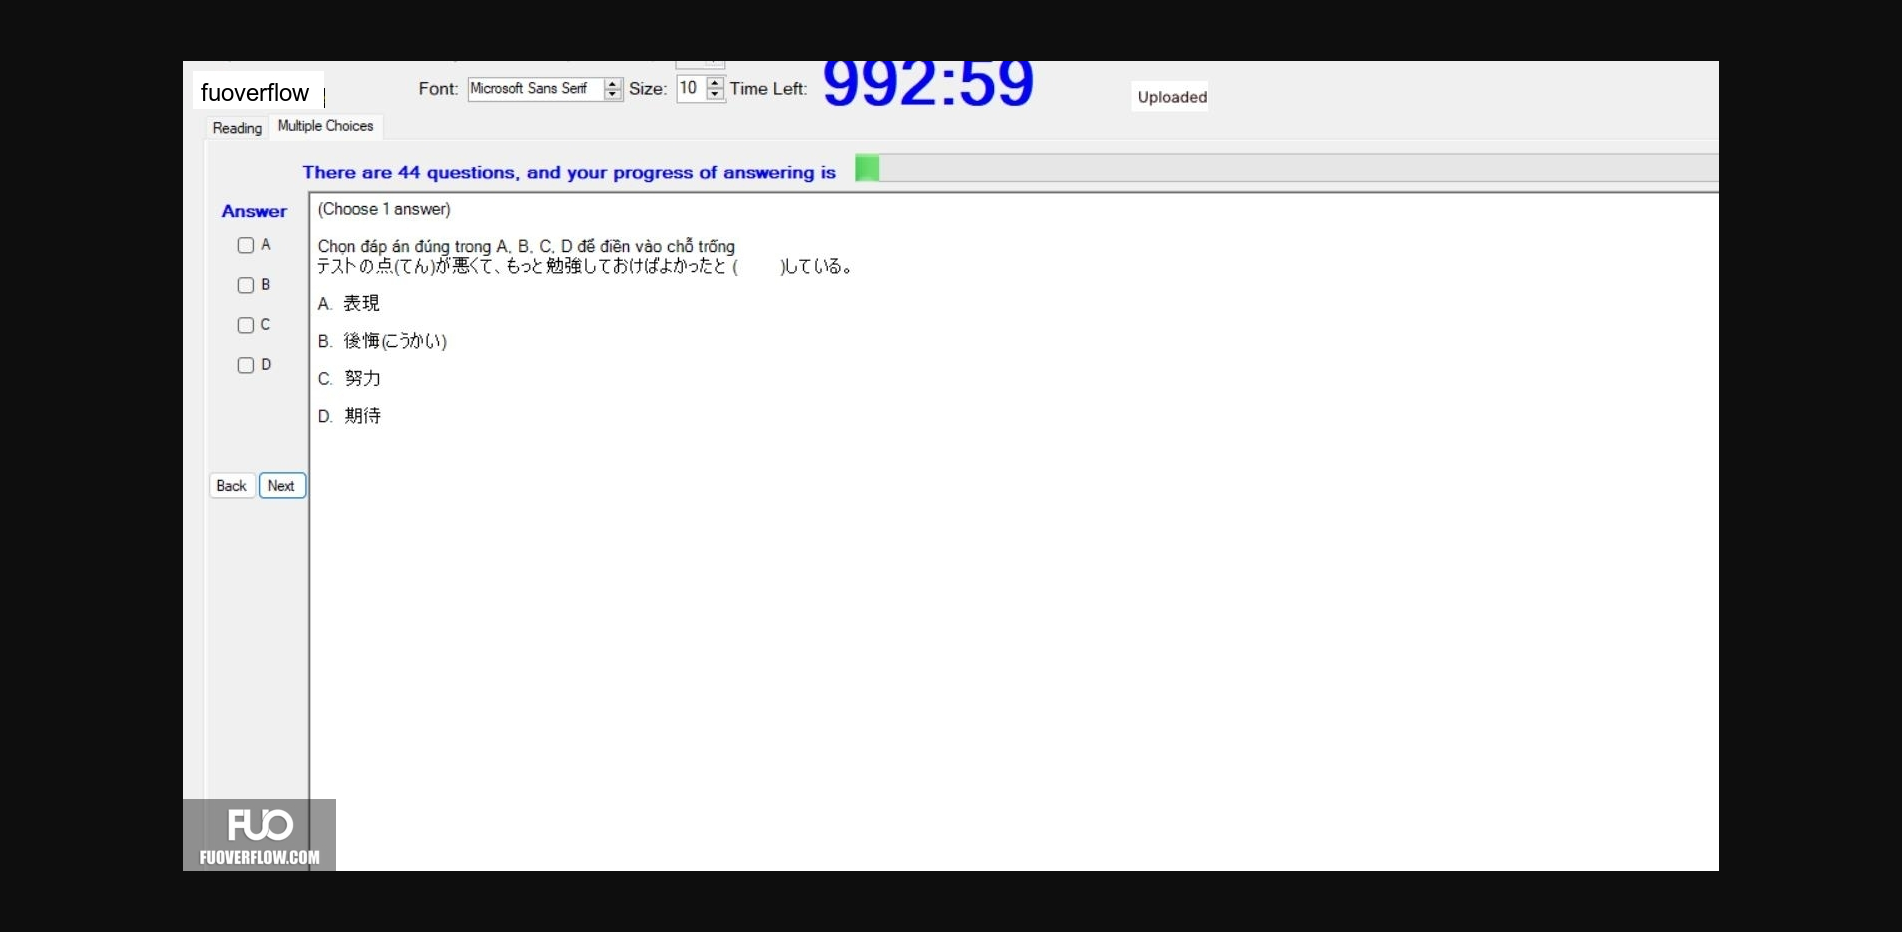 fuoverflow
Font: Microsoft Sans Serif Size: 10 Time Left: 992:59
Uploaded
Reading Multiple Choices
There are 44 questions, and your progress of answering is
Answer
A
B
C
D
Back Next
(Choose 1 answer)
Chọn đáp án đúng trong A, B, C, D để điền vào chỗ trống
テストの点(てん)が悪くて、もっと勉強しておけばよかったと ( )している。
A. 表現
B. 後悔(こうかい)
C. 努力
D. 期待
FUO
FUOVERFLOW.COM